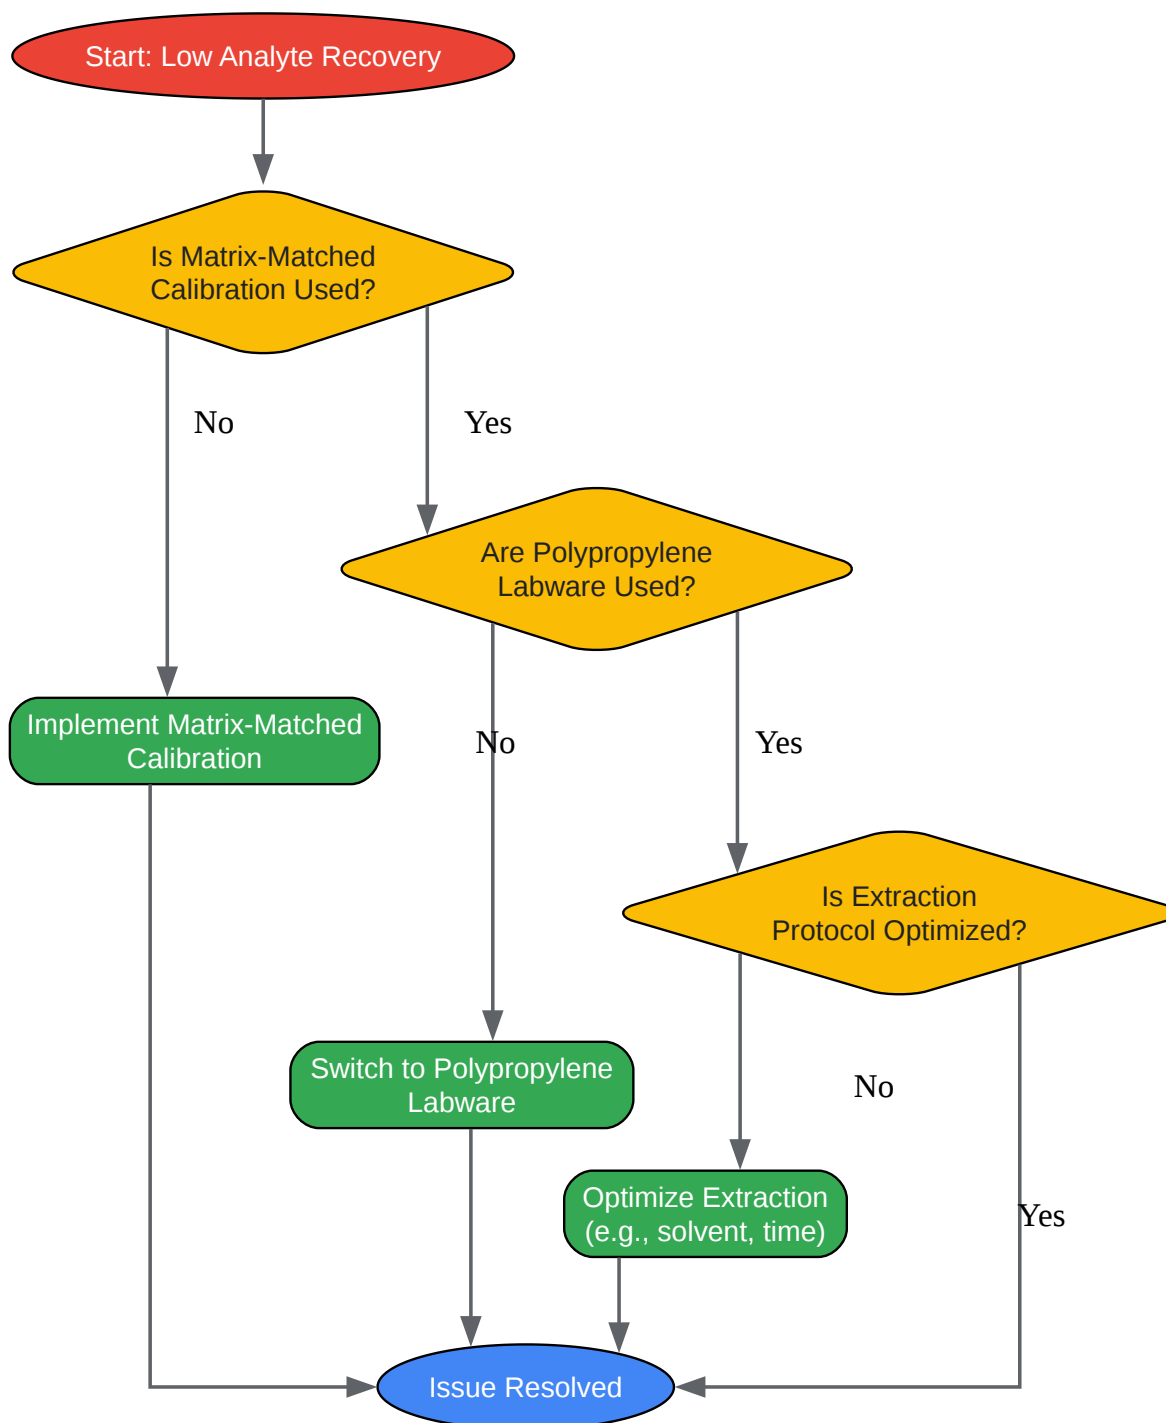 Start: Low Analyte Recovery
Is Matrix-Matched
Calibration Used?
No
Yes
Are Polypropylene
Labware Used?
Implement Matrix-Matched
Calibration
No
Yes
Is Extraction
Protocol Optimized?
Switch to Polypropylene
Labware
No
Optimize Extraction
(e.g., solvent, time)
Yes
Issue Resolved